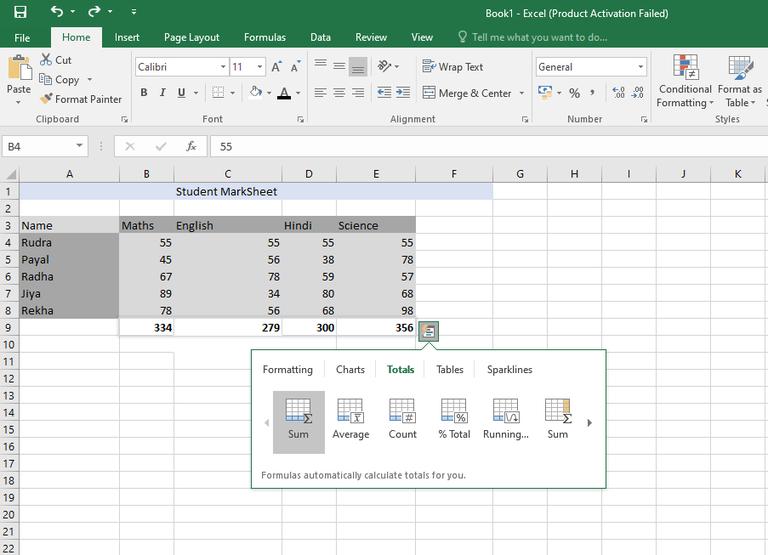 Book1 - Excel (Product Activation Failed)
File Home Insert Page Layout Formulas Data Review View Tell me what you want to do...
Paste Cut Copy Format Painter
Clipboard
Calibri 11 A A
B I U A
Font
Wrap Text
Merge & Center
Alignment
General
% , .0 .00
Number
Conditional Formatting Format as Table
Styles
B4 fx 55
A B C D E F G H I J K
1 Student MarkSheet
2
3 Name Maths English Hindi Science
4 Rudra 55 55 55 55
5 Payal 45 56 38 78
6 Radha 67 78 59 57
7 Jiya 89 34 80 68
8 Rekha 78 56 68 98
9 334 279 300 356
10
11
12
13
14
15
16
17
18
19
20
21
22
Formatting Charts Totals Tables Sparklines
Sum Average Count % Total Running... Sum
Formulas automatically calculate totals for you.